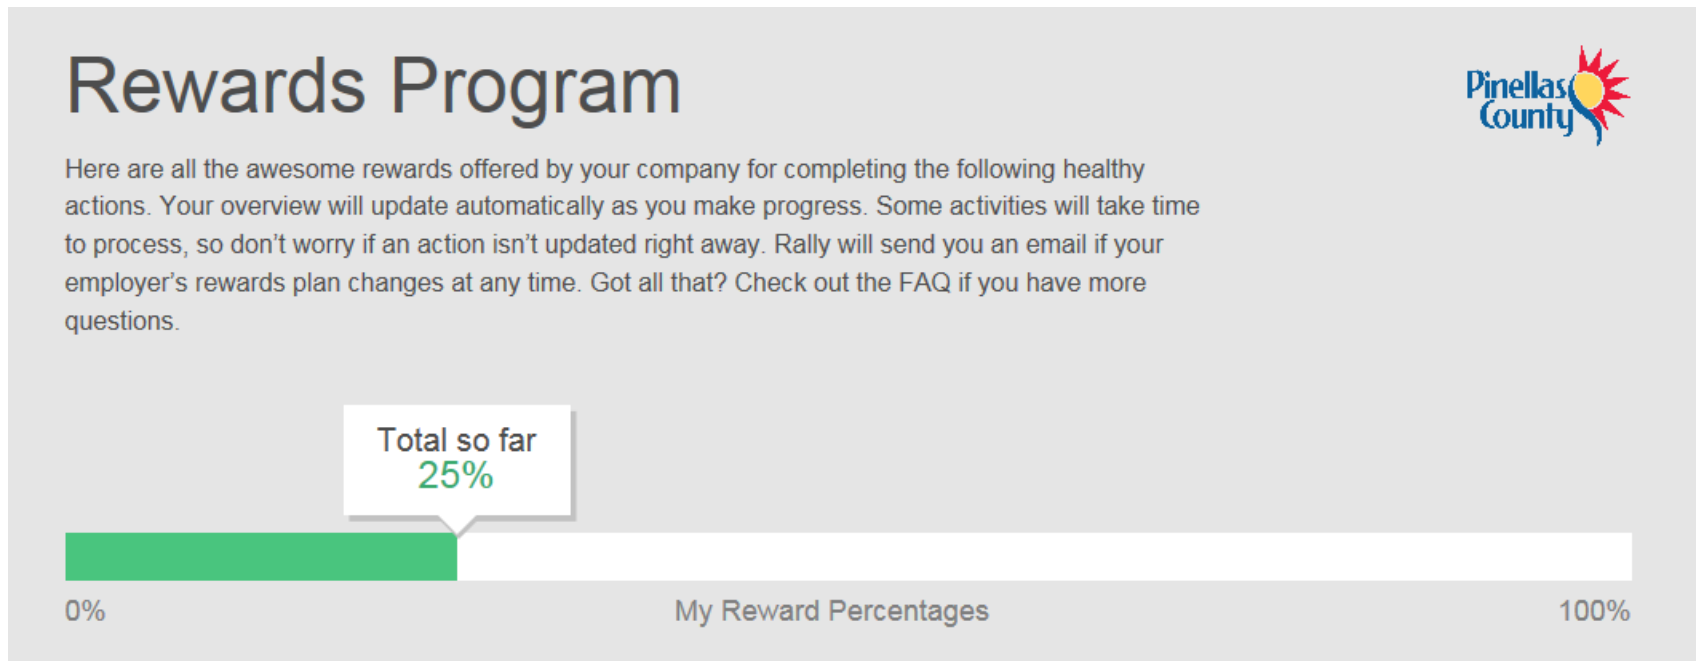 Rewards Program
Pinellas
County
Here are all the awesome rewards offered by your company for completing the following healthy
actions. Your overview will update automatically as you make progress. Some activities will take time
to process, so don’t worry if an action isn’t updated right away. Rally will send you an email if your
employer’s rewards plan changes at any time. Got all that? Check out the FAQ if you have more
questions.
Total so far
25%
0%
My Reward Percentages
100%